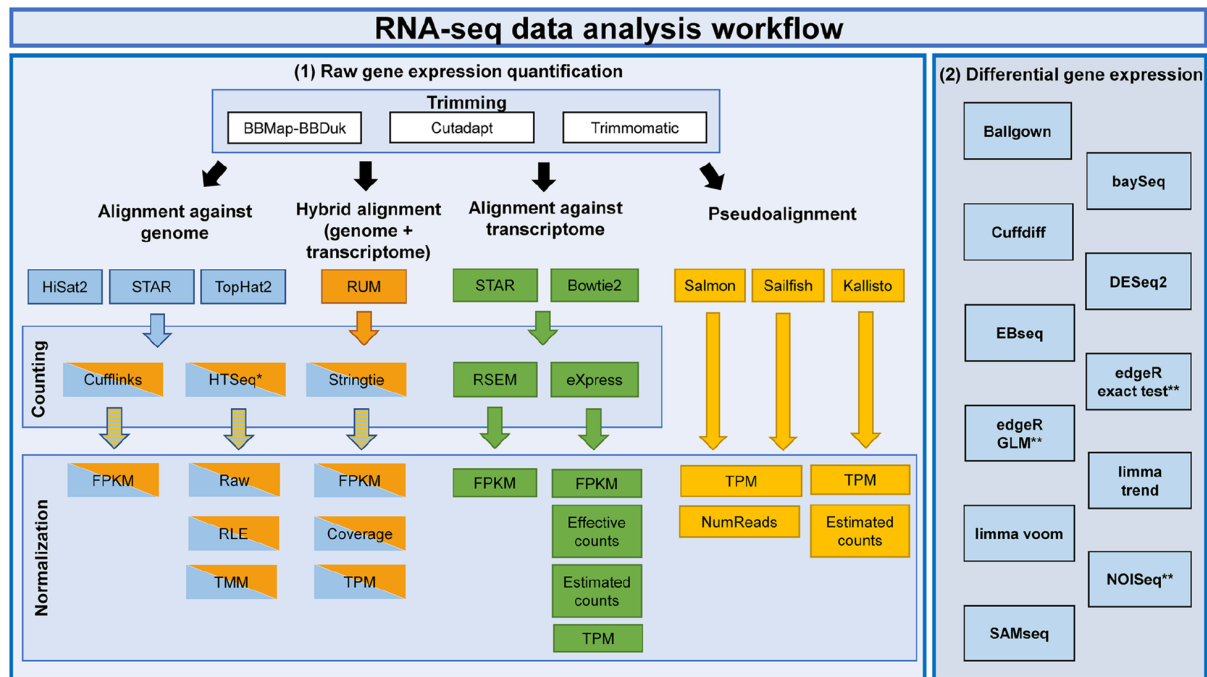 RNA-seq data analysis workflow
(1) Raw gene expression quantification
Trimming
BBMap-BBDuk
Cutadapt
Trimmomatic
Alignment against
genome
Hybrid alignment
(genome +
transcriptome)
Alignment against
transcriptome
Pseudoalignment
HiSat2
STAR
TopHat2
RUM
STAR
Bowtie2
Salmon
Sailfish
Kallisto
Counting
Cufflinks
HTSeq*
Stringtie
RSEM
eXpress
Normalization
FPKM
Raw
FPKM
FPKM
FPKM
TPM
TPM
RLE
Coverage
Effective
counts
NumReads
Estimated
counts
TMM
TPM
Estimated
counts
TPM
(2) Differential gene expression
Ballgown
baySeq
Cuffdiff
DESeq2
EBseq
edgeR
exact test**
edgeR
GLM**
limma
trend
limma voom
NOISeq**
SAMseq